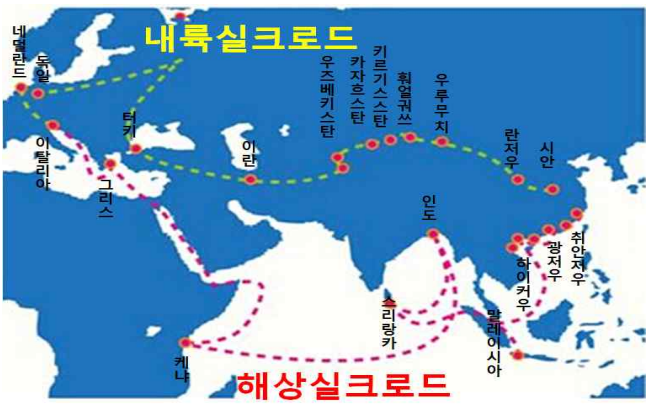 내륙실크로드
네덜란드
독일
이탈리아
그리스
터키
이란
우즈베키스탄
카자흐스탄
키르기스스탄
훠얼궈쓰
우루무치
란저우
시안
인도
스리랑카
말레이시아
하이커우
광저우
취안저우
케냐
해상실크로드